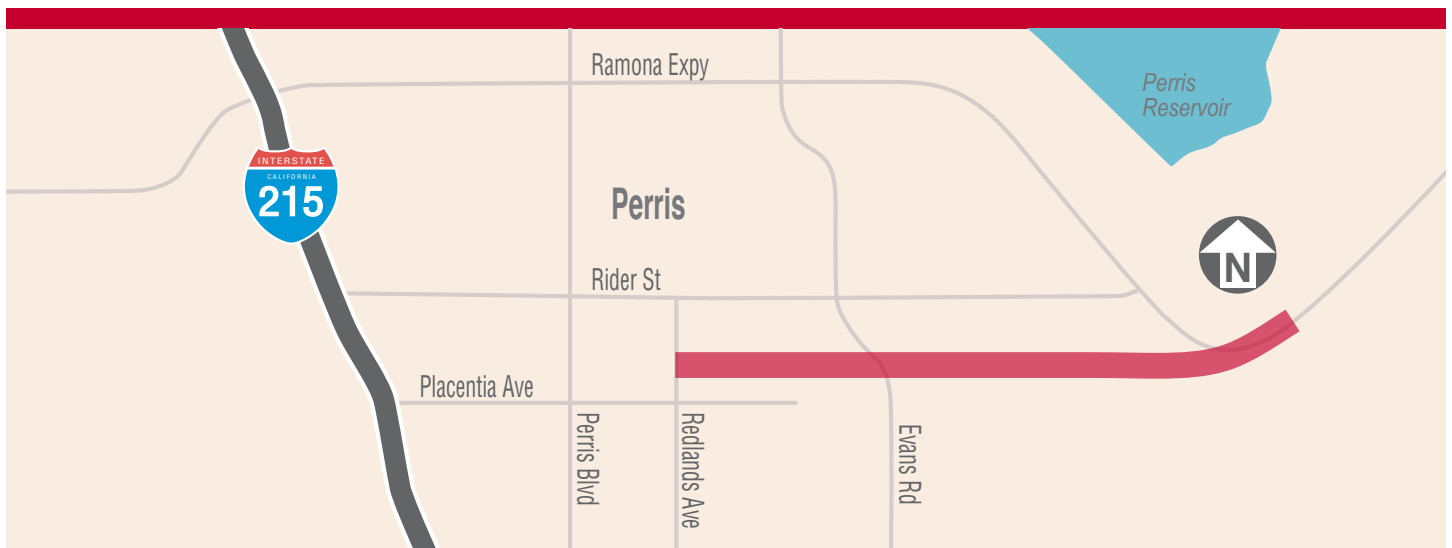 Ramona Expy
Perris
Reservoir
INTERSTATE
CALIFORNIA
215
Perris
N
Rider St
Placentia Ave
Perris Blvd
Redlands Ave
Evans Rd